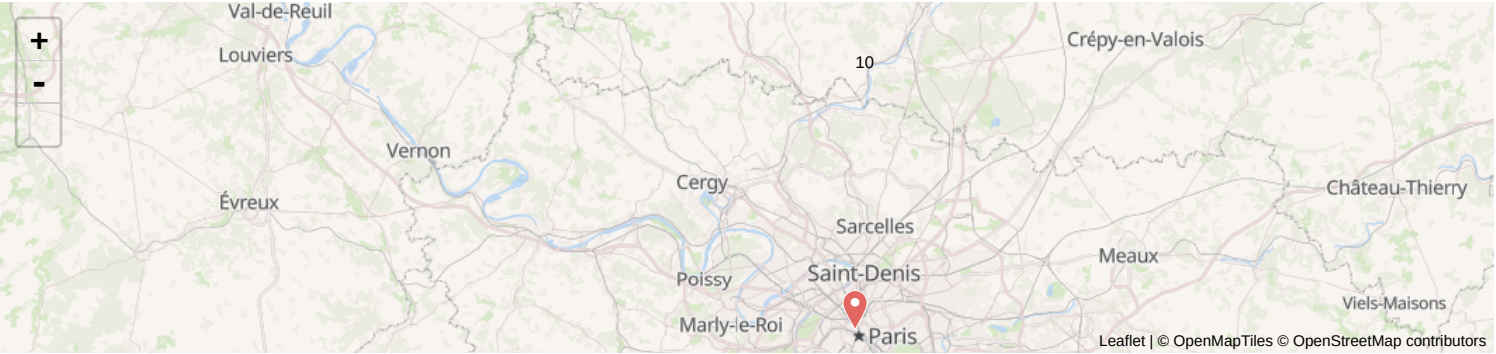 Val-de-Reuil
+
Crépy-en-Valois
Louviers
10
-
Vernon
Cergy
Château-Thierry
Évreux
Sarcelles
Meaux
Saint-Denis
Poissy
Viels-Maisons
Marly-le-Roi
Paris
Leaflet | © OpenMapTiles © OpenStreetMap contributors